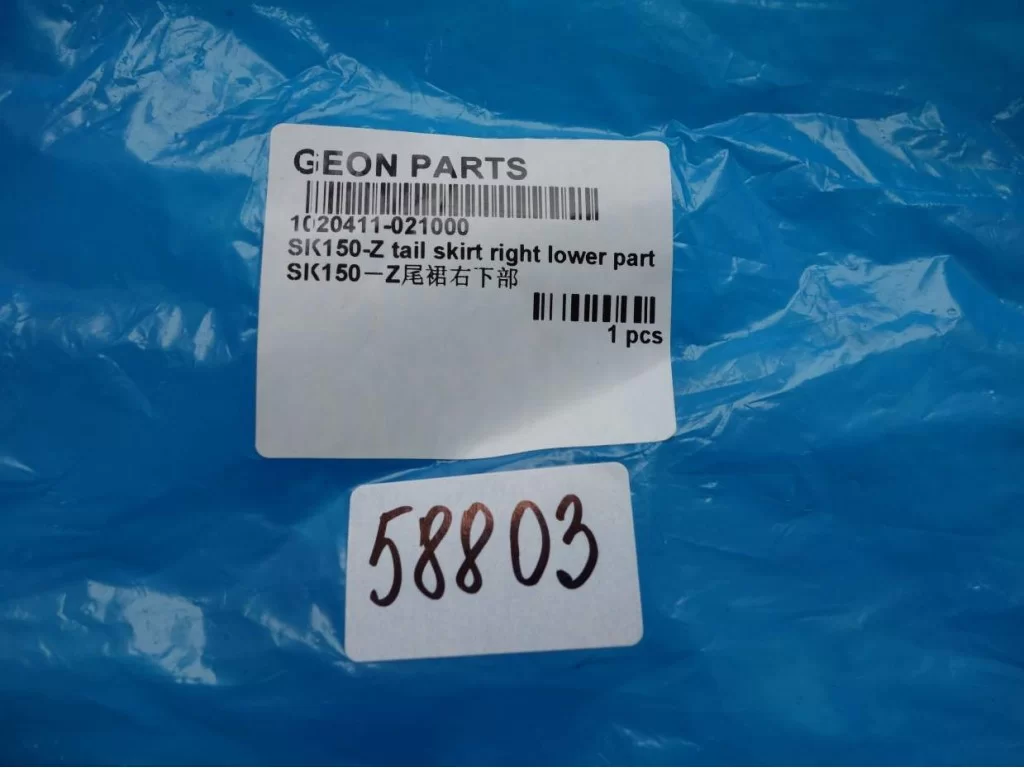 GEON PARTS
1020411-021000
SK150-Z tail skirt right lower part
SK150－Z尾裙右下部
1 pcs
58803